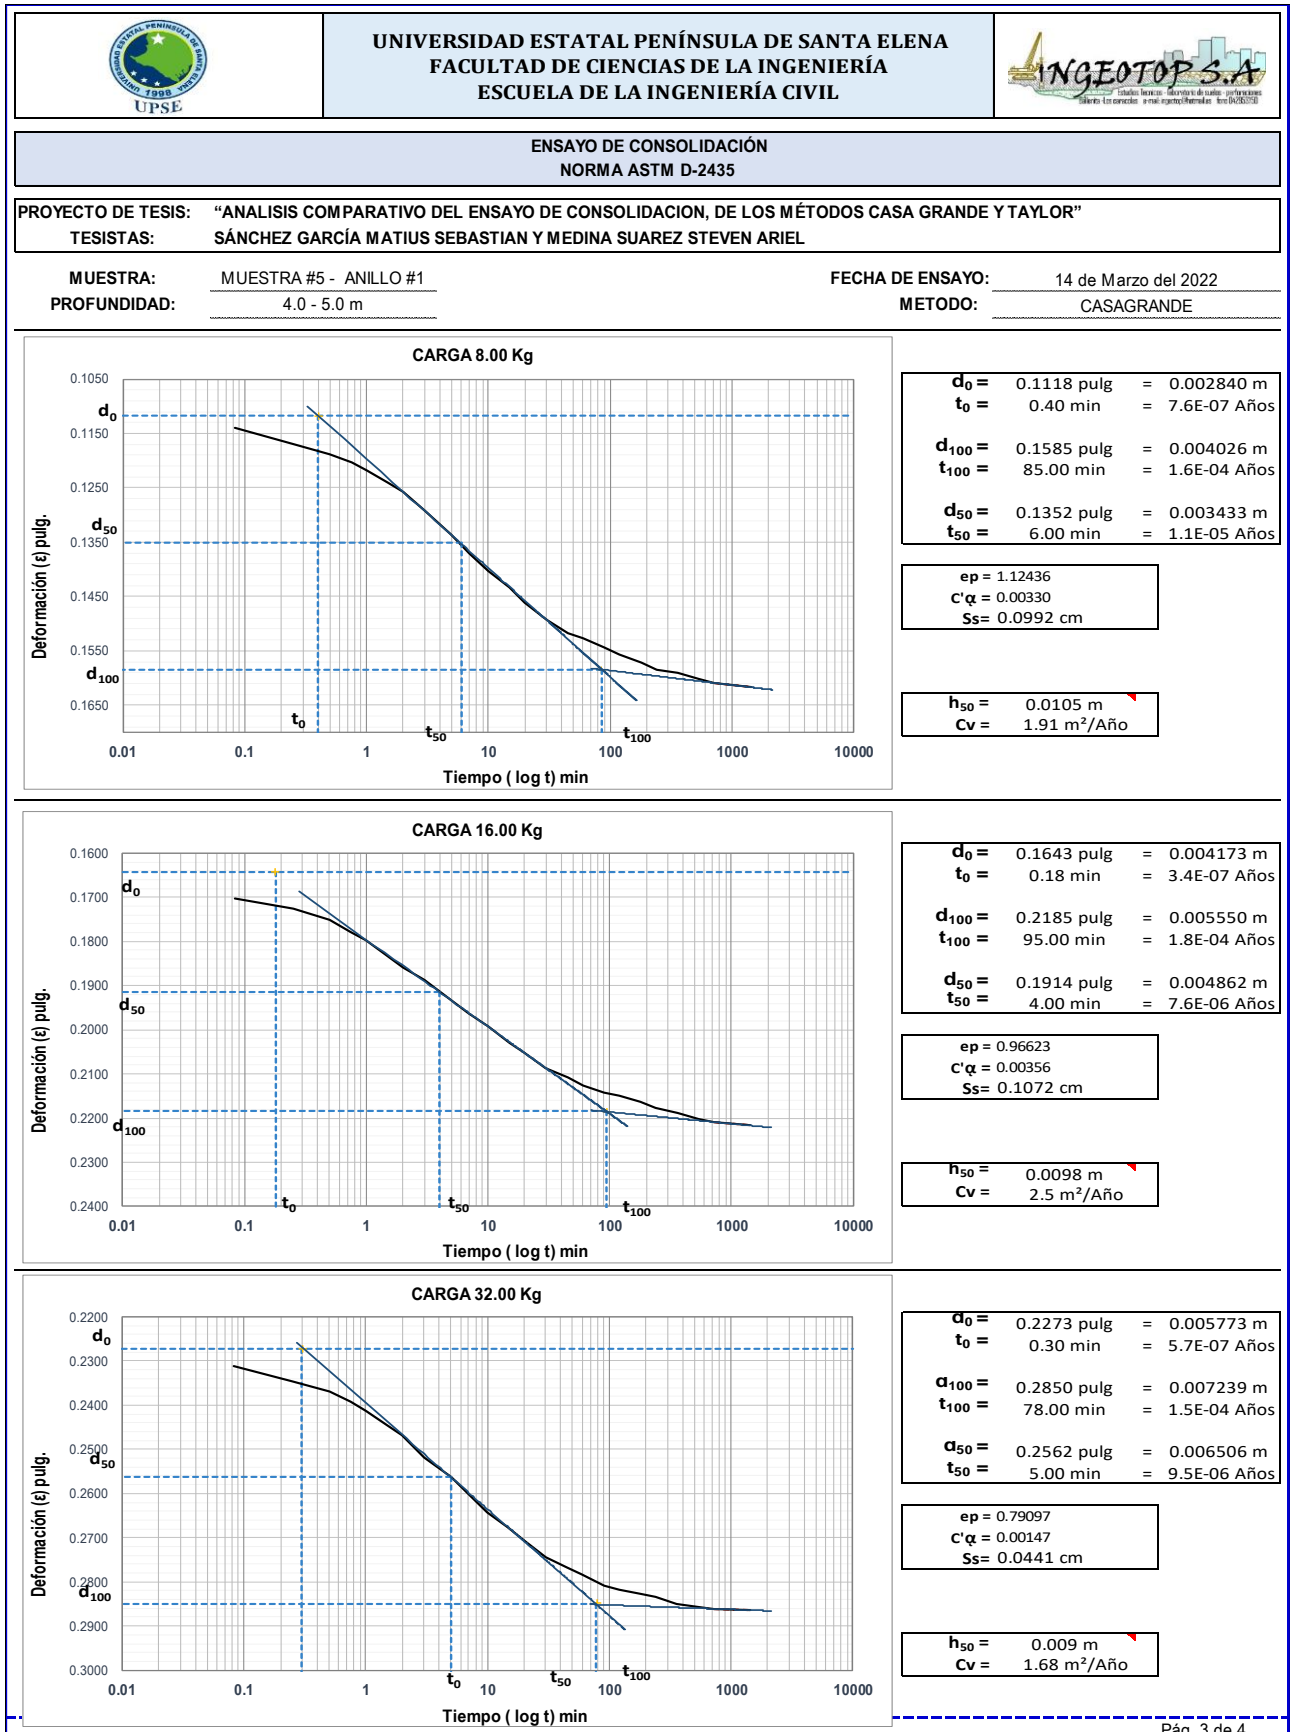 UNIVERSIDAD ESTATAL PENÍNSULA DE SANTA ELENA
UPSE
1998
UNIVERSIDAD ESTATAL PENÍNSULA DE SANTA ELENA
FACULTAD DE CIENCIAS DE LA INGENIERÍA
ESCUELA DE LA INGENIERÍA CIVIL
INGEOTOP S.A
ENSAYO DE CONSOLIDACIÓN
NORMA ASTM D-2435
PROYECTO DE TESIS: “ANALISIS COMPARATIVO DEL ENSAYO DE CONSOLIDACION, DE LOS MÉTODOS CASA GRANDE Y TAYLOR”
TESISTAS: SÁNCHEZ GARCÍA MATIUS SEBASTIAN Y MEDINA SUAREZ STEVEN ARIEL
MUESTRA: MUESTRA #5 - ANILLO #1 FECHA DE ENSAYO: 14 de Marzo del 2022
PROFUNDIDAD: 4.0 - 5.0 m METODO: CASAGRANDE
CARGA 8.00 Kg
0.1050
d0
0.1150
0.1250
d50
0.1350
0.1450
0.1550
d100
0.1650
Deformación (ε) pulg.
t0 t50 t100
0.01 0.1 1 10 100 1000 10000
Tiempo ( log t) min
d0 = 0.1118 pulg = 0.002840 m
t0 = 0.40 min = 7.6E-07 Años
d100 = 0.1585 pulg = 0.004026 m
t100 = 85.00 min = 1.6E-04 Años
d50 = 0.1352 pulg = 0.003433 m
t50 = 6.00 min = 1.1E-05 Años
ep = 1.12436
C'α = 0.00330
Ss= 0.0992 cm
h50 = 0.0105 m
Cv = 1.91 m²/Año
CARGA 16.00 Kg
0.1600
d0
0.1700
0.1800
0.1900
d50
0.2000
0.2100
0.2200
d100
0.2300
0.2400
Deformación (ε) pulg.
t0 t50 t100
0.01 0.1 1 10 100 1000 10000
Tiempo ( log t) min
d0 = 0.1643 pulg = 0.004173 m
t0 = 0.18 min = 3.4E-07 Años
d100 = 0.2185 pulg = 0.005550 m
t100 = 95.00 min = 1.8E-04 Años
d50 = 0.1914 pulg = 0.004862 m
t50 = 4.00 min = 7.6E-06 Años
ep = 0.96623
C'α = 0.00356
Ss= 0.1072 cm
h50 = 0.0098 m
Cv = 2.5 m²/Año
CARGA 32.00 Kg
0.2200
d0
0.2300
0.2400
0.2500
d50
0.2600
0.2700
0.2800
d100
0.2900
0.3000
Deformación (ε) pulg.
t0 t50 t100
0.01 0.1 1 10 100 1000 10000
Tiempo ( log t) min
d0 = 0.2273 pulg = 0.005773 m
t0 = 0.30 min = 5.7E-07 Años
d100 = 0.2850 pulg = 0.007239 m
t100 = 78.00 min = 1.5E-04 Años
d50 = 0.2562 pulg = 0.006506 m
t50 = 5.00 min = 9.5E-06 Años
ep = 0.79097
C'α = 0.00147
Ss= 0.0441 cm
h50 = 0.009 m
Cv = 1.68 m²/Año
Pág. 3 de 4